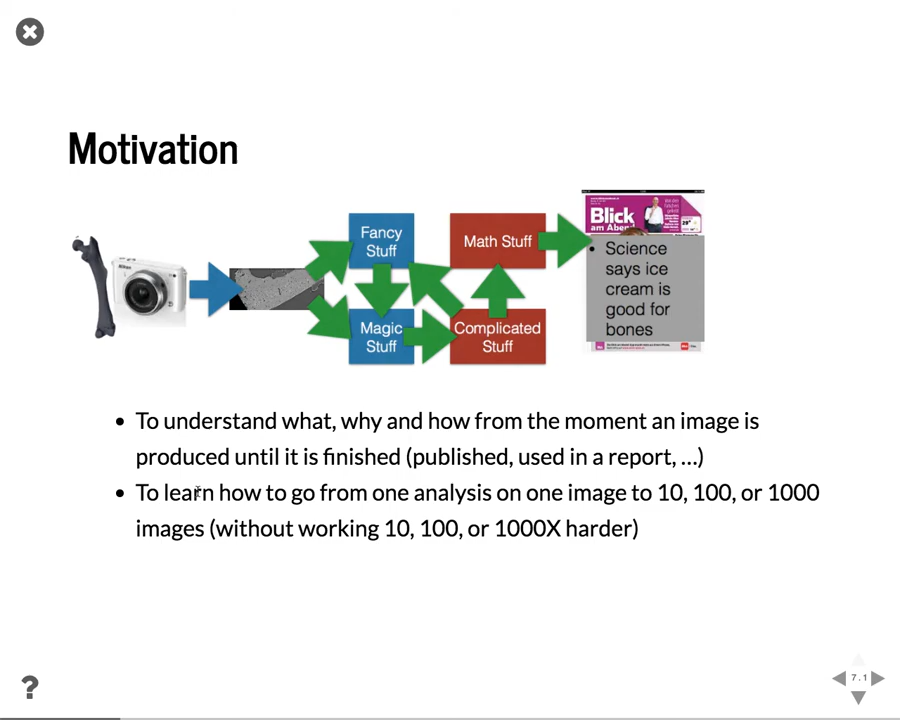 Motivation
Fancy
Stuff
Math Stuff
Magic
Stuff
Complicated
Stuff
Blick
am Abend
• Science
says ice
cream is
good for
bones
• To understand what, why and how from the moment an image is
produced until it is finished (published, used in a report, …)
• To learn how to go from one analysis on one image to 10, 100, or 1000
images (without working 10, 100, or 1000X harder)
?
7.1